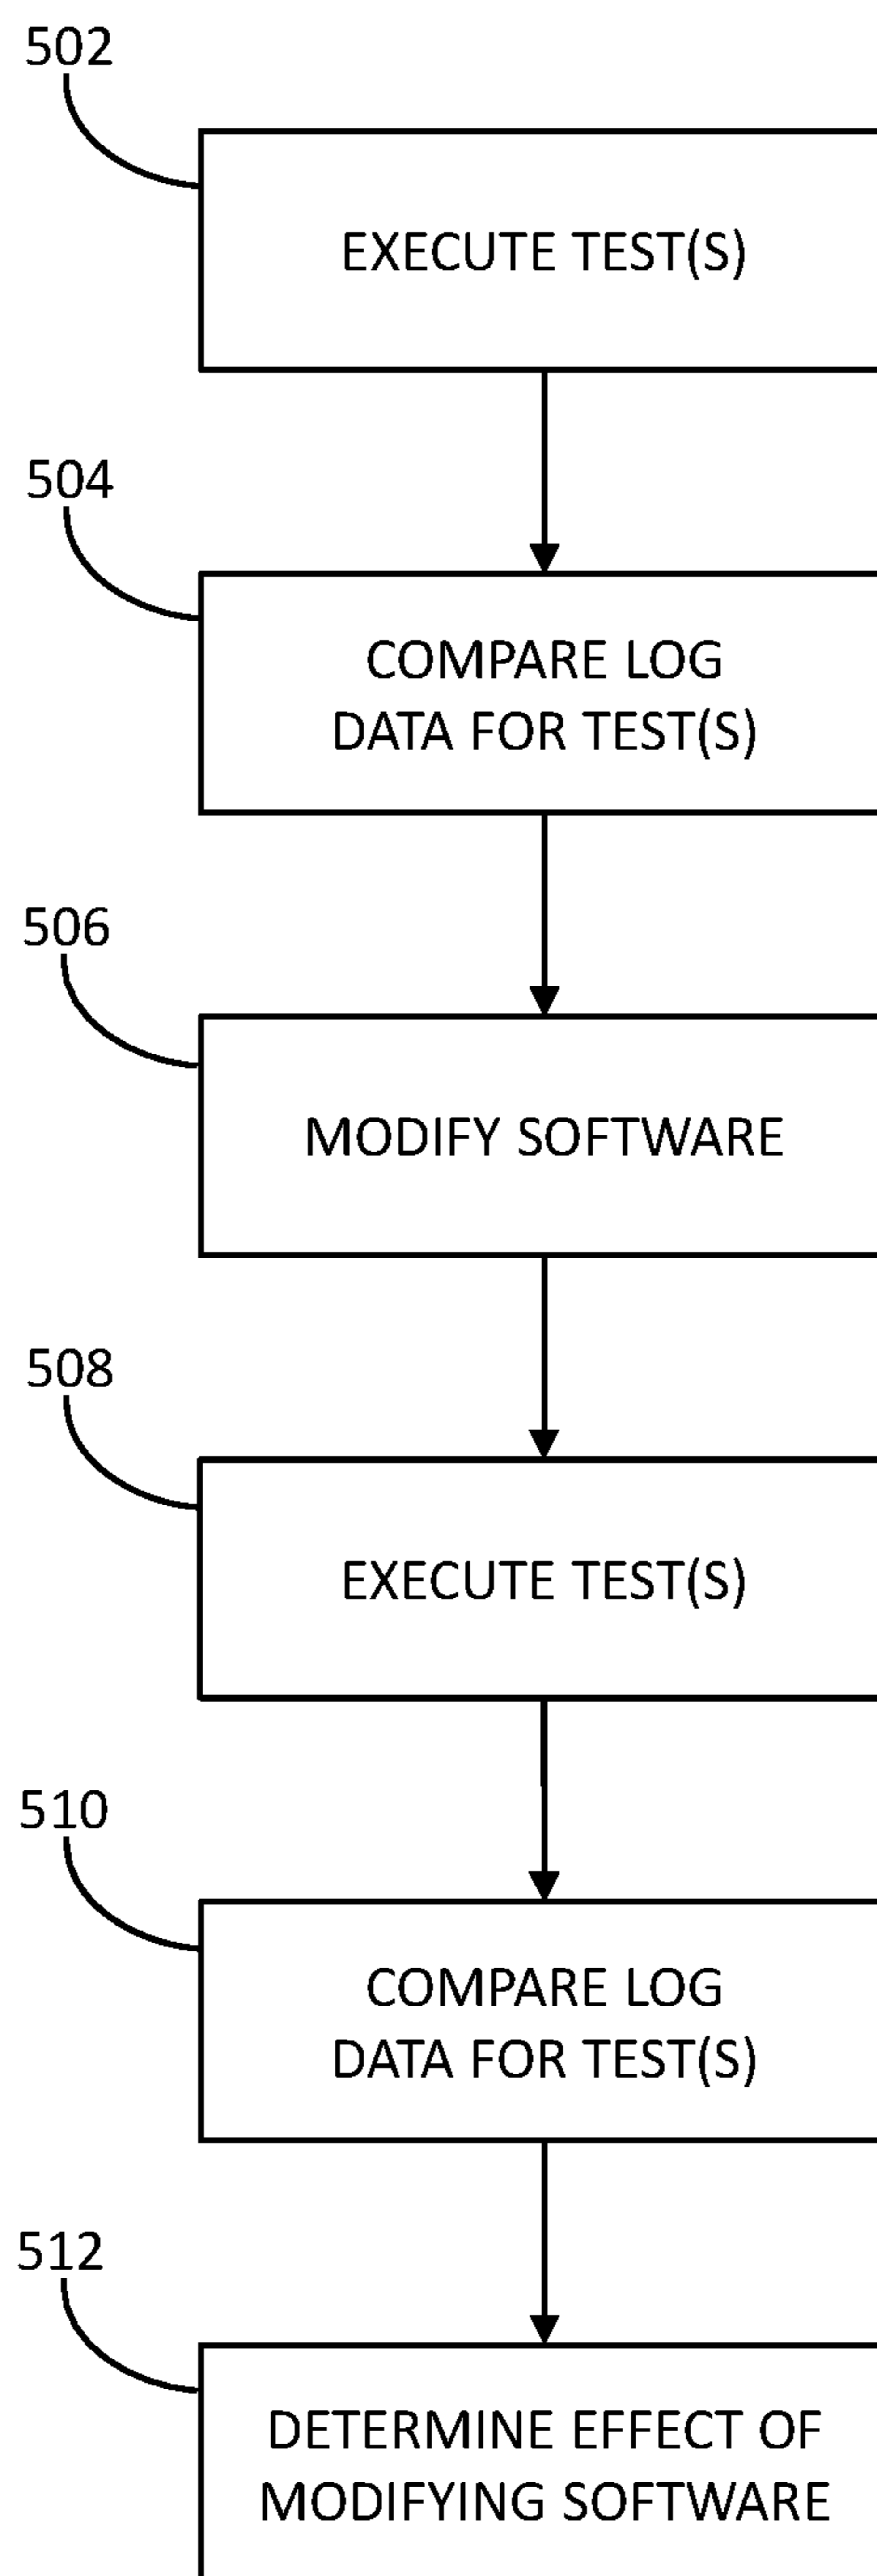 502
EXECUTE TEST(S)
504
COMPARE LOG
DATA FOR TEST(S)
506
MODIFY SOFTWARE
508
EXECUTE TEST(S)
510
COMPARE LOG
DATA FOR TEST(S)
512
DETERMINE EFFECT OF
MODIFYING SOFTWARE